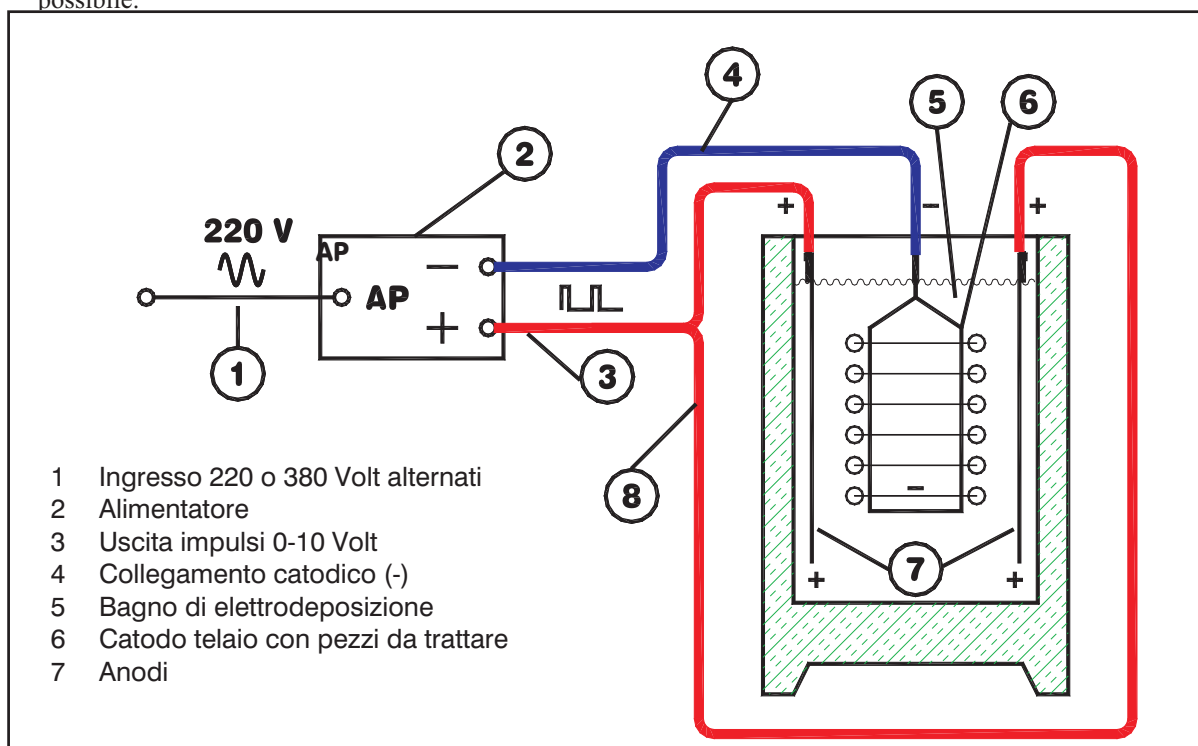 possibile.
4
5
6
2
+
−
+
220 V
AP
−
AP
+
1
3
8
−
7
+
+
1 Ingresso 220 o 380 Volt alternati
2 Alimentatore
3 Uscita impulsi 0-10 Volt
4 Collegamento catodico (-)
5 Bagno di elettrodeposizione
6 Catodo telaio con pezzi da trattare
7 Anodi